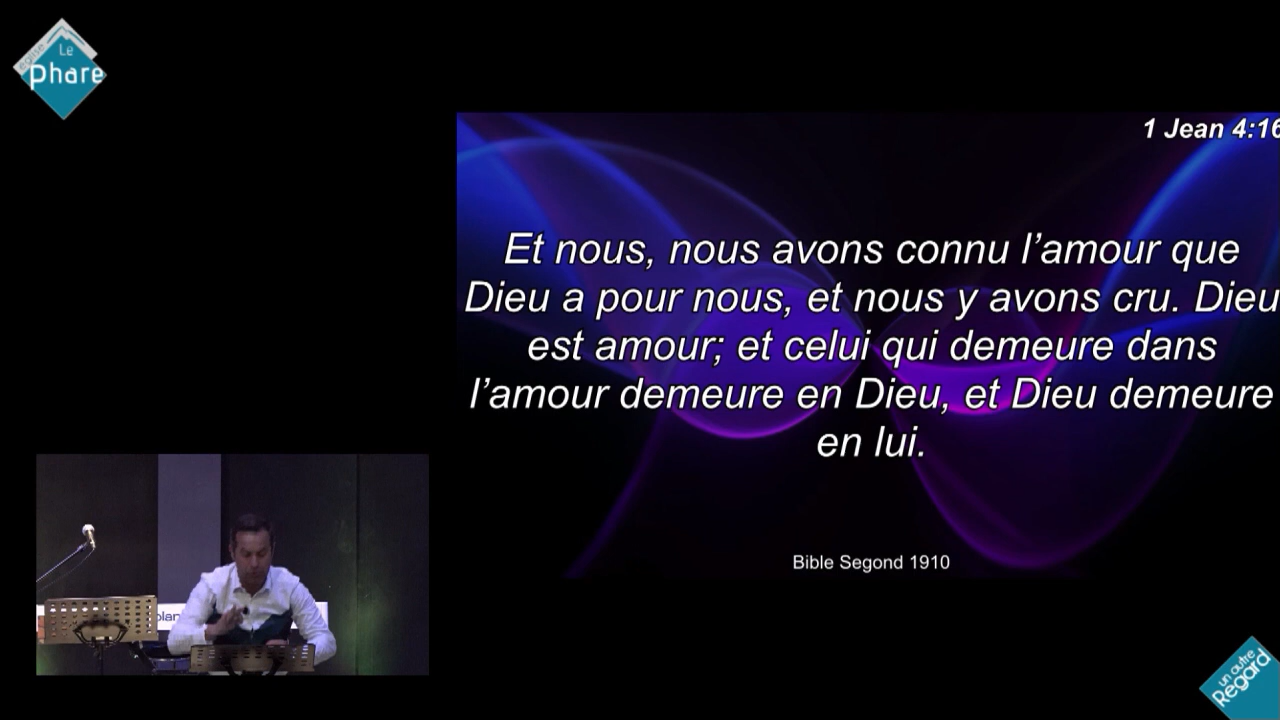 église
Le
phare
1 Jean 4:16
Et nous, nous avons connu l’amour que
Dieu a pour nous, et nous y avons cru. Dieu
est amour; et celui qui demeure dans
l’amour demeure en Dieu, et Dieu demeure
en lui.
Bible Segond 1910
un autre
Regard